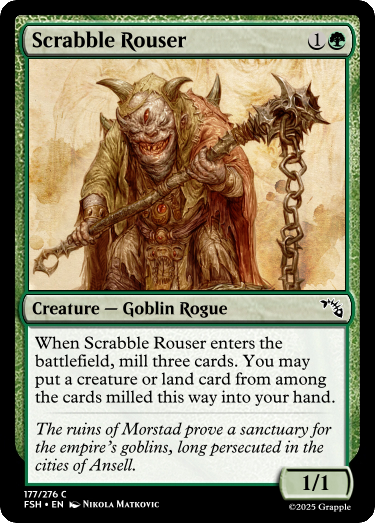 Scrabble Rouser 1
Creature — Goblin Rogue
When Scrabble Rouser enters the
battlefield, mill three cards. You may
put a creature or land card from among
the cards milled this way into your hand.
The ruins of Morstad prove a sanctuary for
the empire's goblins, long persecuted in the
cities of Ansell.
1/1
177/276 C
FSH • EN Nikola Matkovic
©2025 Grapple